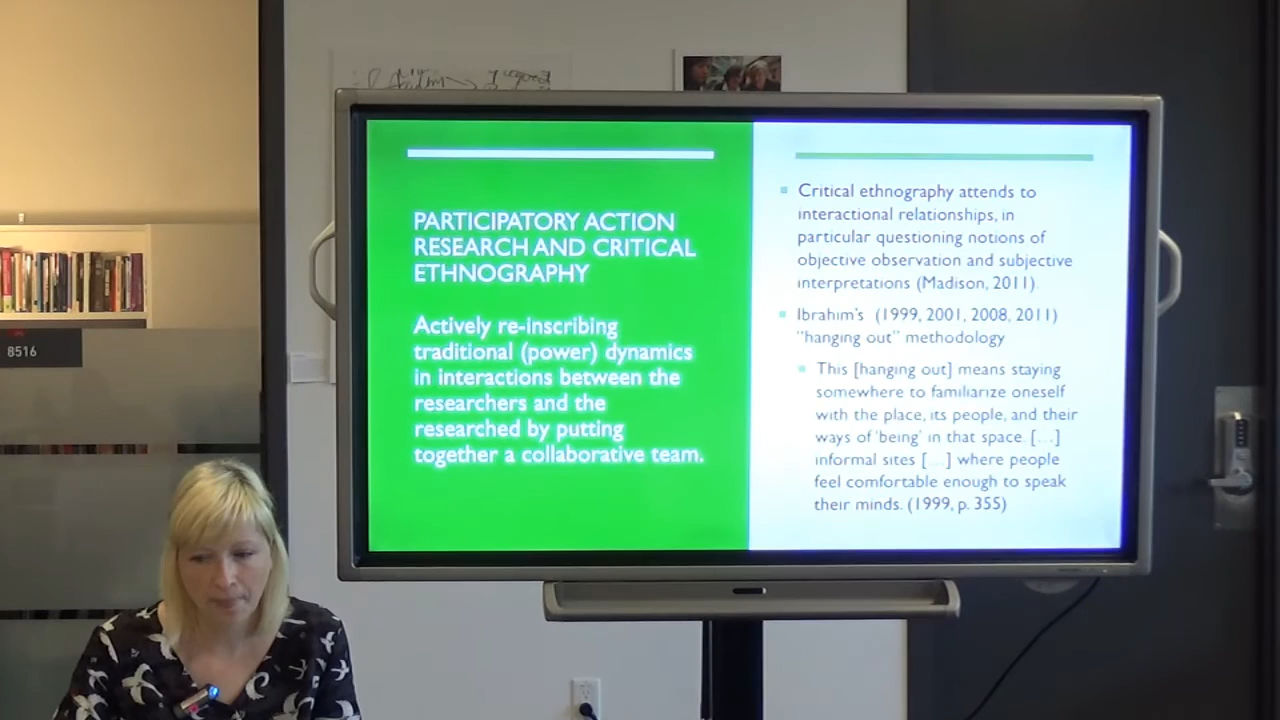 PARTICIPATORY ACTION
RESEARCH AND CRITICAL
ETHNOGRAPHY
Actively re-inscribing
traditional (power) dynamics
in interactions between the
researchers and the
researched by putting
together a collaborative team.
Critical ethnography attends to
interactional relationships, in
particular questioning notions of
objective observation and subjective
interpretations (Madison, 2011).
Ibrahim's (1999, 2001, 2008, 2011)
"hanging out" methodology
This [hanging out] means staying
somewhere to familiarize oneself
with the place, its people, and their
ways of 'being' in that space. [...]
informal sites [...] where people
feel comfortable enough to speak
their minds. (1999, p. 355)
8516